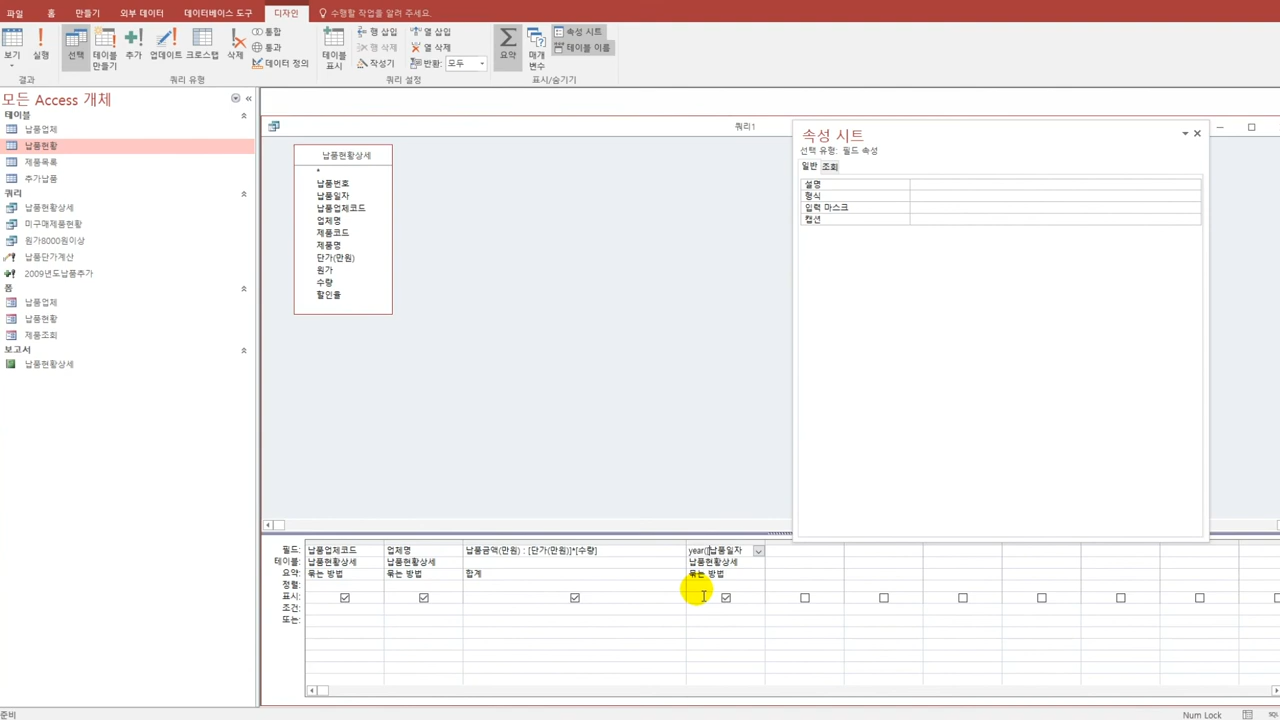 파일 홈 만들기 외부 데이터 데이터베이스 도구 디자인 수행할 작업을 알려 주세요.
보기 실행 선택 테이블 만들기 추가 업데이트 크로스탭 삭제 통합 통과 데이터 정의 테이블 표시 행 삽입 행 삭제 작성기 열 삽입 열 삭제 반환: 모두 요약 매개 변수 속성 시트 테이블 이름
결과 쿼리 유형 쿼리 설정 표시/숨기기
모든 Access 개체
테이블
납품업체
납품현황
제품목록
추가납품
쿼리
납품현황상세
미구매제품현황
원가8000원이상
납품단가계산
2009년도납품추가
폼
납품업체
납품현황
제품조회
보고서
납품현황상세
쿼리1
납품현황상세
*
납품번호
납품일자
납품업체코드
업체명
제품코드
제품명
단가(만원)
원가
수량
할인율
속성 시트
선택 유형: 필드 속성
일반 조회
설명
형식
입력 마스크
캡션
필드: 납품업체코드 업체명 납품금액(만원) : [단가(만원)]*[수량] year([납품일자
테이블: 납품현황상세 납품현황상세 납품현황상세
요약: 묶는 방법 묶는 방법 합계 묶는 방법
정렬:
표시:
조건:
또는:
준비 Num Lock SQL